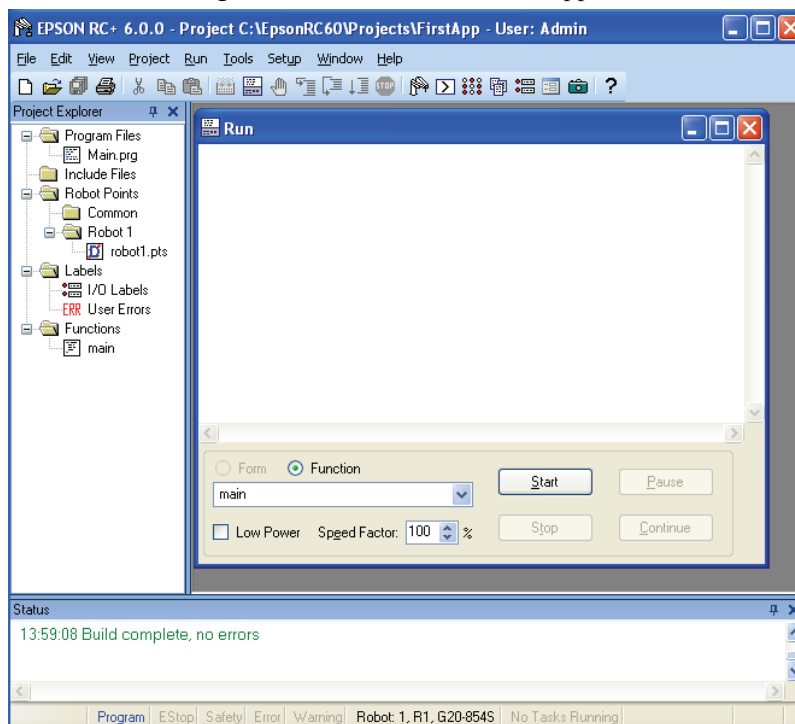 EPSON RC+ 6.0.0 - Project C:\EpsonRC60\Projects\FirstApp - User: Admin
File Edit View Project Run Tools Setup Window Help
STOP ?
Project Explorer
Program Files
Main.prg
Include Files
Robot Points
Common
Robot 1
robot1.pts
Labels
I/O Labels
ERR User Errors
Functions
main
Run
Form Function
main
Start Pause
Low Power Speed Factor: 100 %
Stop Continue
Status
13:59:08 Build complete, no errors
Program EStop Safety Error Warning Robot: 1, R1, G20-854S No Tasks Running